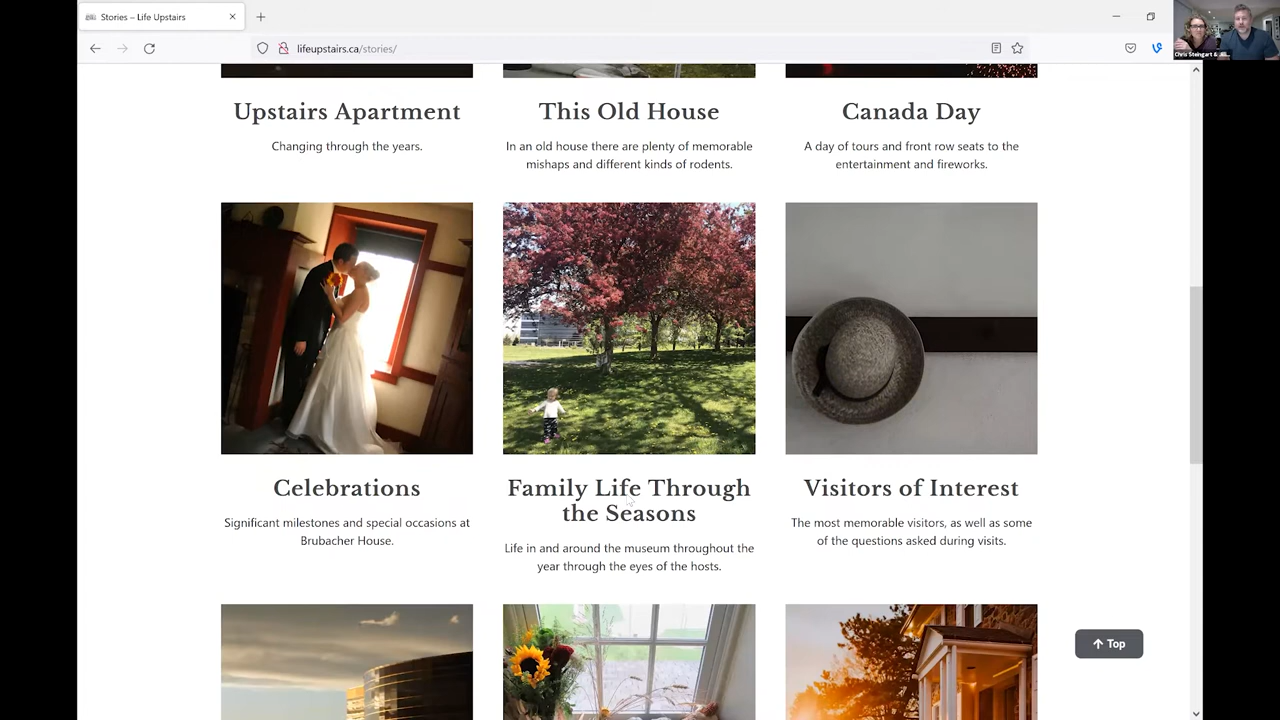 Stories – Life Upstairs
lifeupstairs.ca/stories/
Upstairs Apartment
Changing through the years.
This Old House
In an old house there are plenty of memorable
mishaps and different kinds of rodents.
Canada Day
A day of tours and front row seats to the
entertainment and fireworks.
Celebrations
Significant milestones and special occasions at
Brubacher House.
Family Life Through
the Seasons
Life in and around the museum throughout the
year through the eyes of the hosts.
Visitors of Interest
The most memorable visitors, as well as some
of the questions asked during visits.
Top
Chris Steingart &